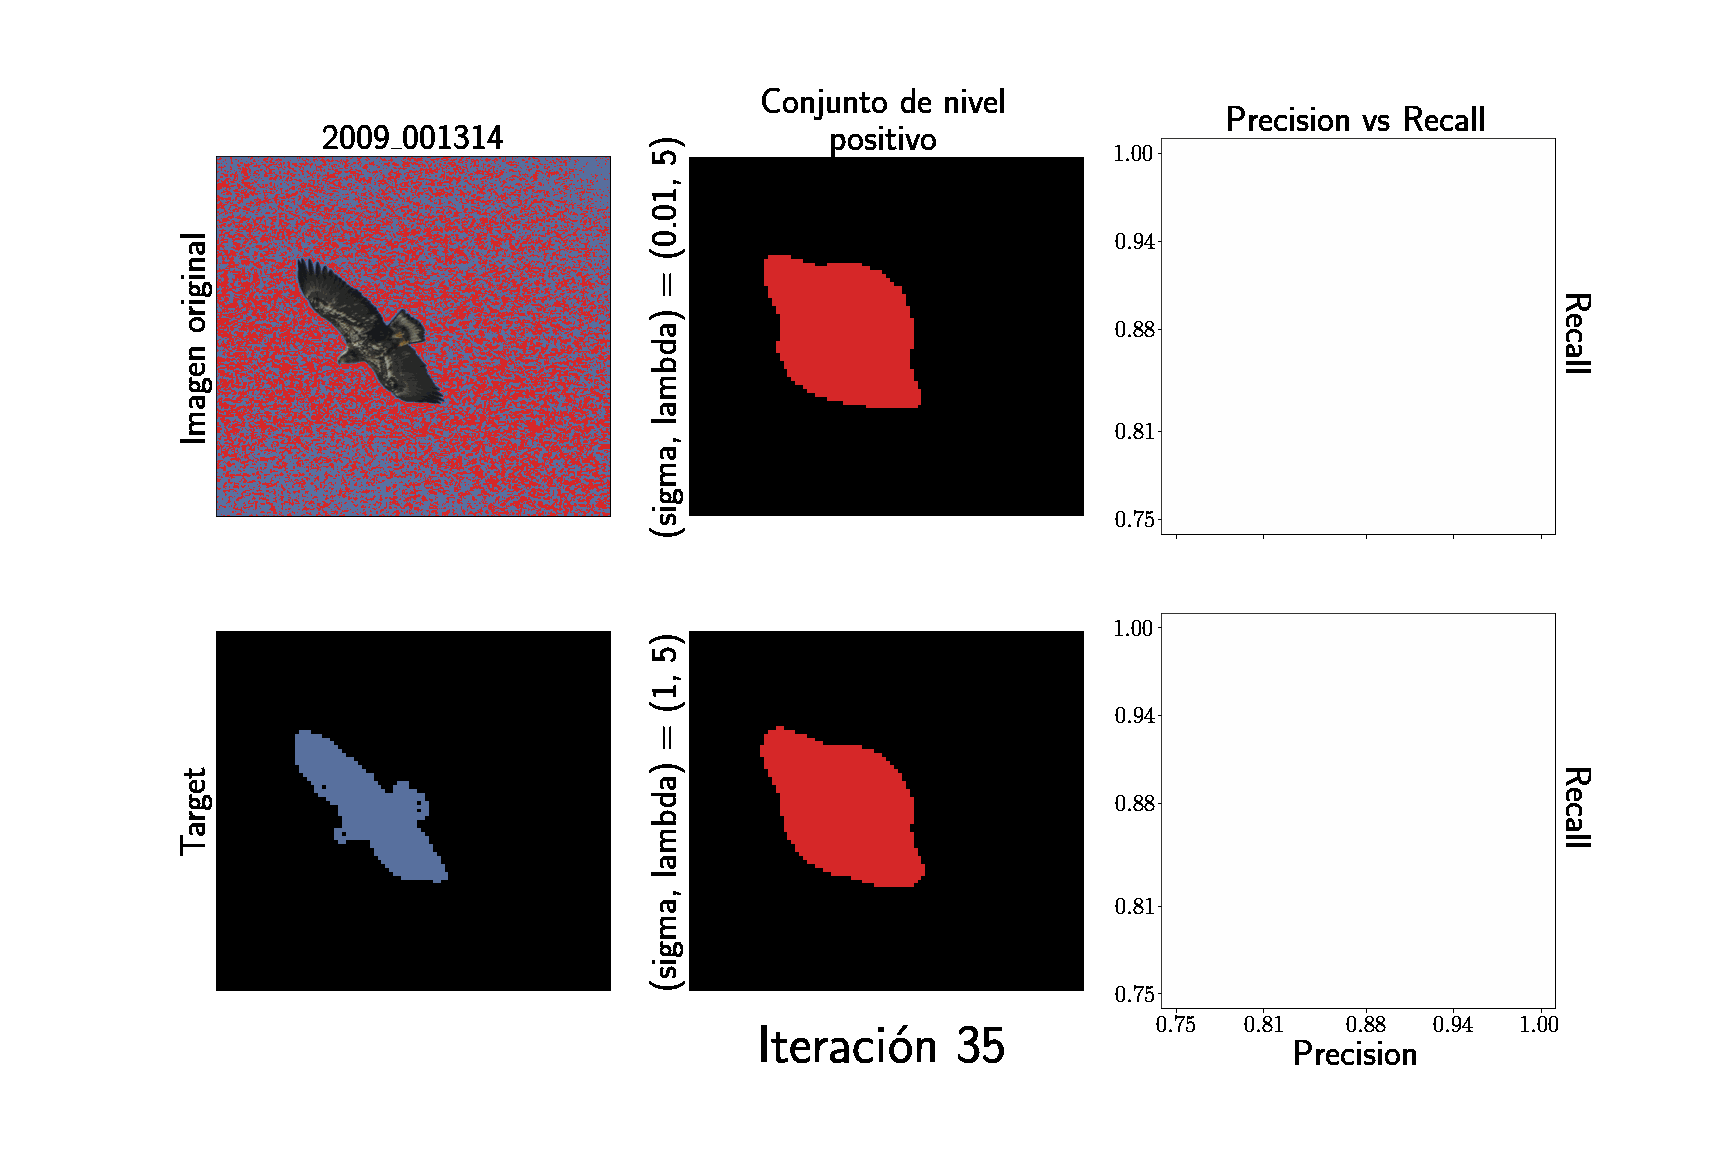 2009_001314
Imagen original
Conjunto de nivel
positivo
(sigma, lambda) = (0.01, 5)
Precision vs Recall
1.00
0.94
0.88
0.81
0.75
Recall
Target
(sigma, lambda) = (1, 5)
1.00
0.94
0.88
0.81
0.75
0.75 0.81 0.88 0.94 1.00
Precision
Recall
Iteración 35